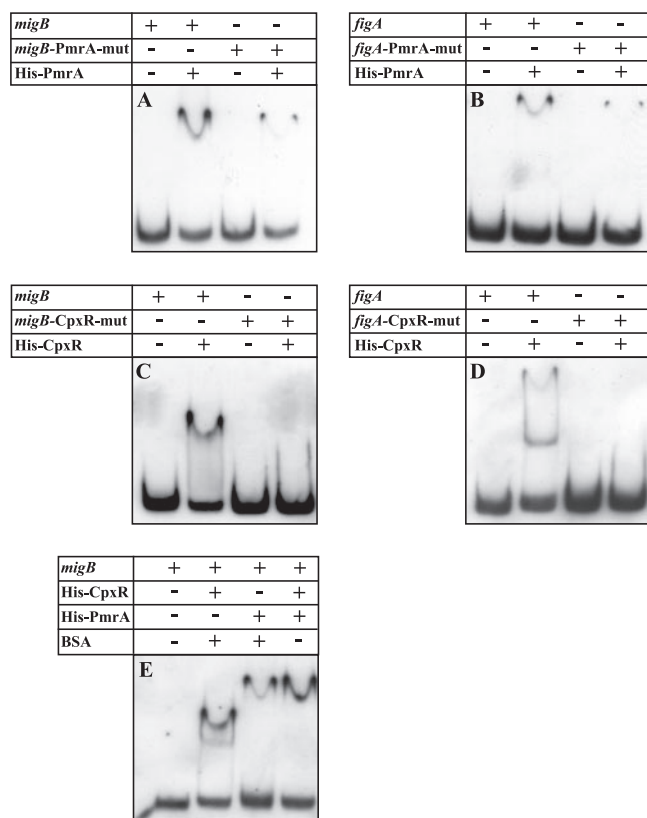 migB + + - -
migB-PmrA-mut - - + +
His-PmrA - + - +
A
figA + + - -
figA-PmrA-mut - - + +
His-PmrA - + - +
B
migB + + - -
migB-CpxR-mut - - + +
His-CpxR - + - +
C
figA + + - -
figA-CpxR-mut - - + +
His-CpxR - + - +
D
migB + + + +
His-CpxR - + - +
His-PmrA - - + +
BSA - + + -
E